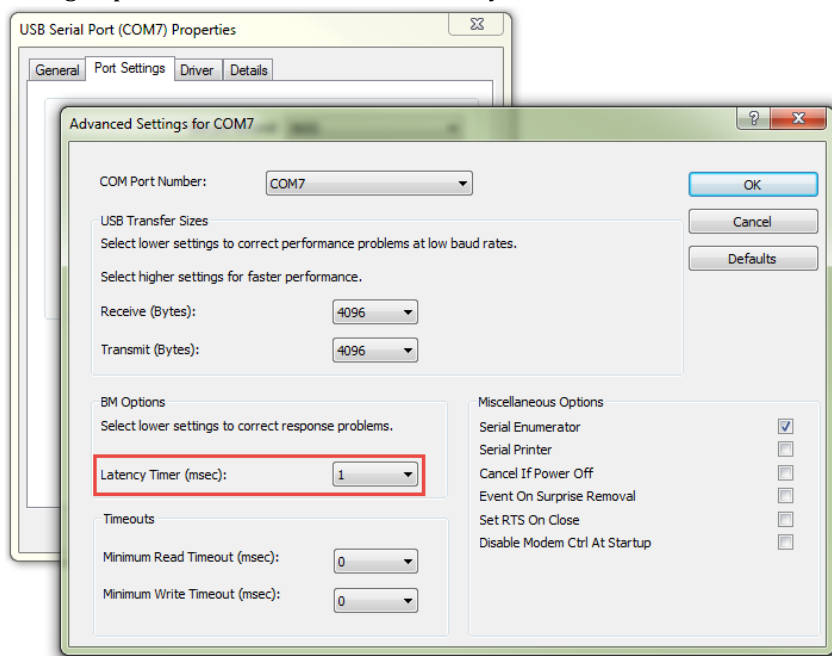 USB Serial Port (COM7) Properties
General Port Settings Driver Details
Advanced Settings for COM7
COM Port Number: COM7
OK
USB Transfer Sizes
Cancel
Select lower settings to correct performance problems at low baud rates.
Defaults
Select higher settings for faster performance.
Receive (Bytes): 4096
Transmit (Bytes): 4096
BM Options
Select lower settings to correct response problems.
Latency Timer (msec): 1
Timeouts
Minimum Read Timeout (msec): 0
Minimum Write Timeout (msec): 0
Miscellaneous Options
Serial Enumerator
Serial Printer
Cancel If Power Off
Event On Surprise Removal
Set RTS On Close
Disable Modem Ctrl At Startup